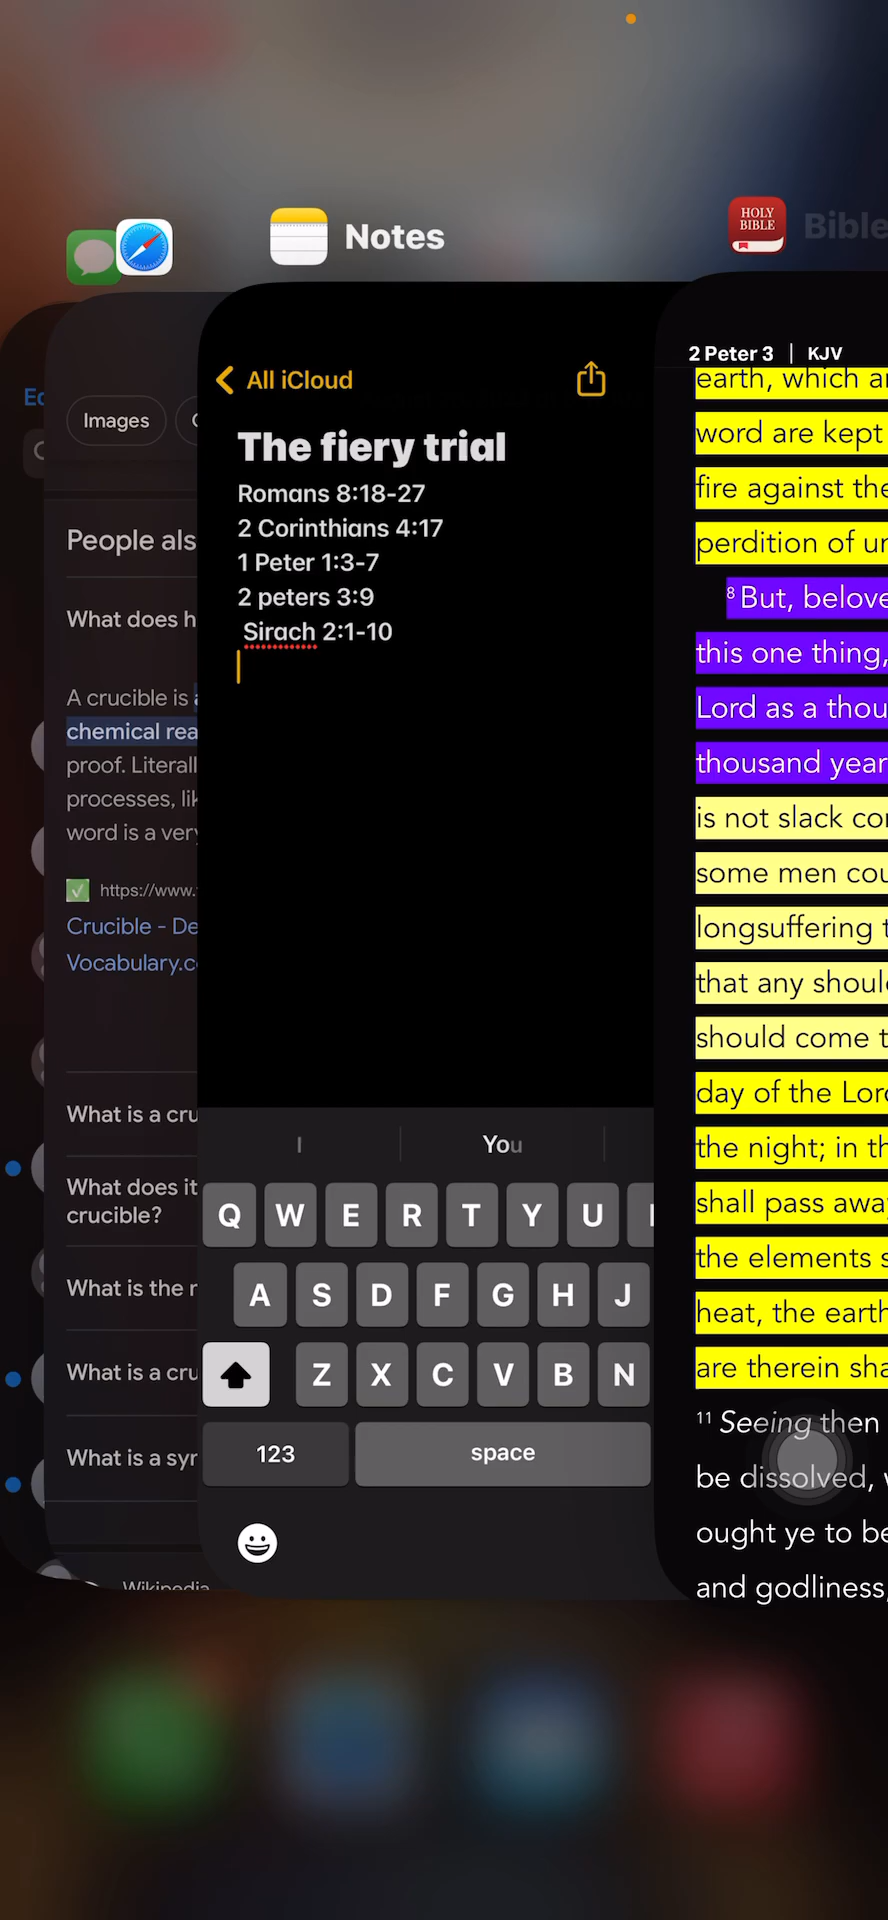 Notes
HOLY
BIBLE
Bible
Images
People als
What does h
A crucible is
chemical rea
proof. Literall
processes, lik
word is a very
https://www.
Crucible - De
Vocabulary.c
What is a cru
What does it
crucible?
What is the r
What is a cru
What is a syr
Wikipedia
All iCloud
The fiery trial
Romans 8:18-27
2 Corinthians 4:17
1 Peter 1:3-7
2 peters 3:9
Sirach 2:1-10
I
You
Q W E R T Y U
A S D F G H J
Z X C V B N
123
space
2 Peter 3 | KJV
earth, which ar
word are kept
fire against the
perdition of un
8 But, belove
this one thing,
Lord as a thou
thousand year
is not slack con
some men cou
longsuffering t
that any shoul
should come t
day of the Lord
the night; in th
shall pass away
the elements s
heat, the earth
are therein sha
11 Seeing then
be dissolved, w
ought ye to be
and godliness,